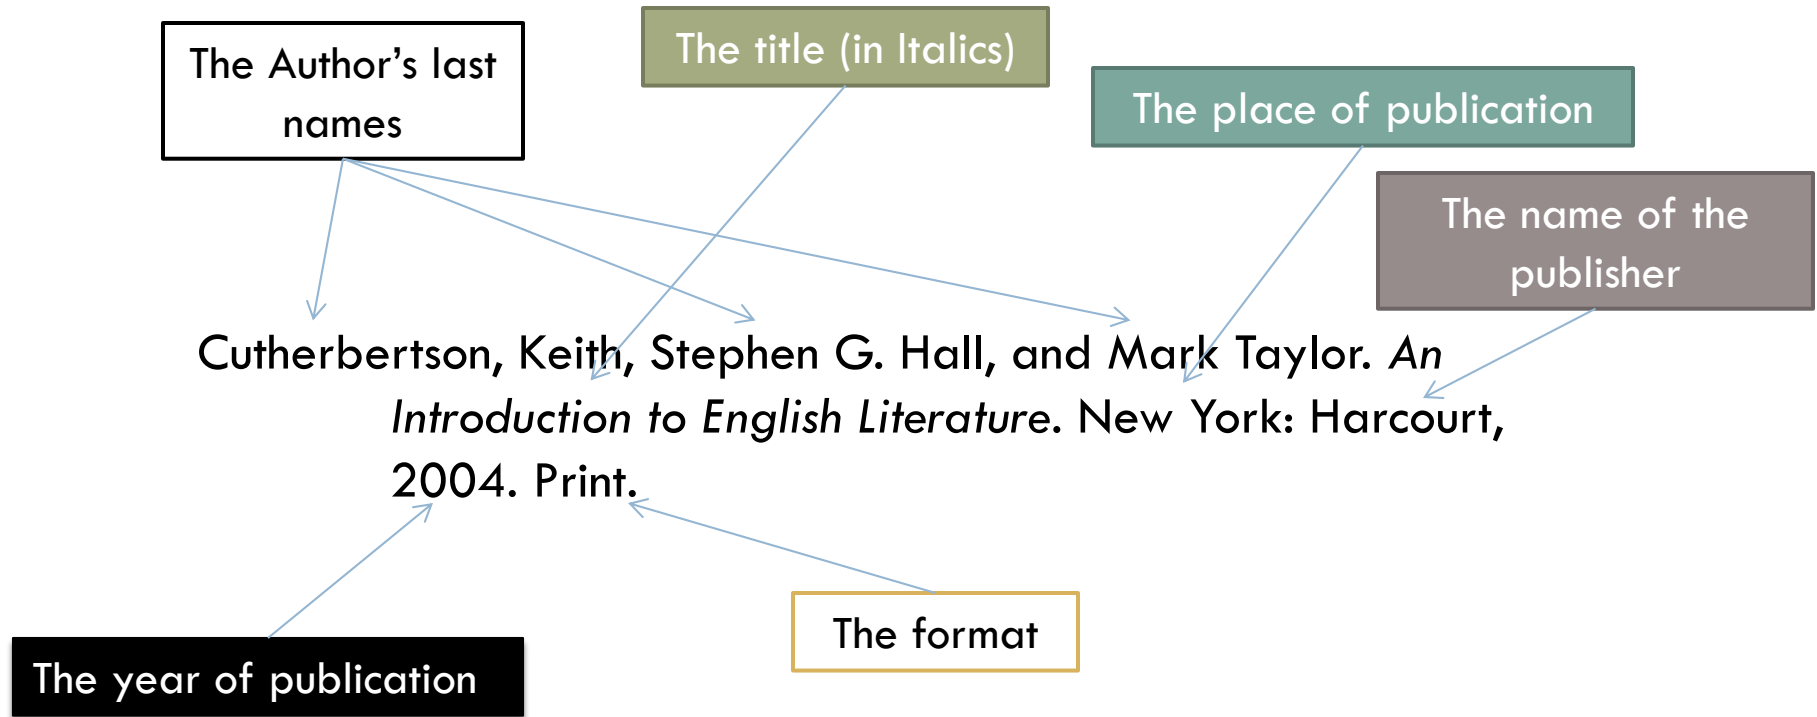 The Author's last
names
The title (in Italics)
The place of publication
The name of the
publisher
Cutherbertson, Keith, Stephen G. Hall, and Mark Taylor. An
Introduction to English Literature. New York: Harcourt,
2004. Print.
The format
The year of publication